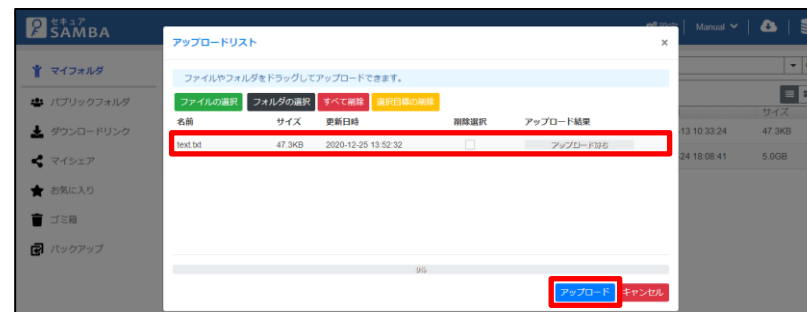 セキュア
SAMBA
Manual
アップロードリスト
×
マイフォルダ
ファイルやフォルダをドラッグしてアップロードできます。
パブリックフォルダ
ファイルの選択 フォルダの選択 すべて削除 選択目標の削除
サイズ
名前 サイズ 更新日時 削除選択 アップロード結果
ダウンロードリンク
-13 10:33:24 47.3KB
text.txt 47.3KB 2020-12-25 13:52:32 アップロード待ち
マイシェア
-24 18:08:41 5.0GB
お気に入り
ゴミ箱
バックアップ
0%
アップロード キャンセル